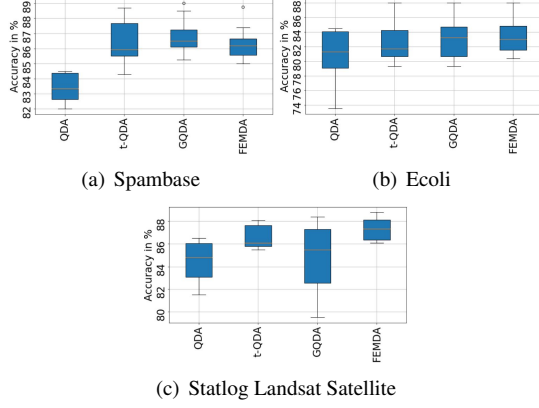 Accuracy in %
89
88
87
86
85
84
83
82
QDA
t-QDA
GQDA
FEMDA
(a) Spambase
Accuracy in %
88
86
84
82
80
78
76
74
QDA
t-QDA
GQDA
FEMDA
(b) Ecoli
Accuracy in %
88
86
84
82
80
QDA
t-QDA
GQDA
FEMDA
(c) Statlog Landsat Satellite